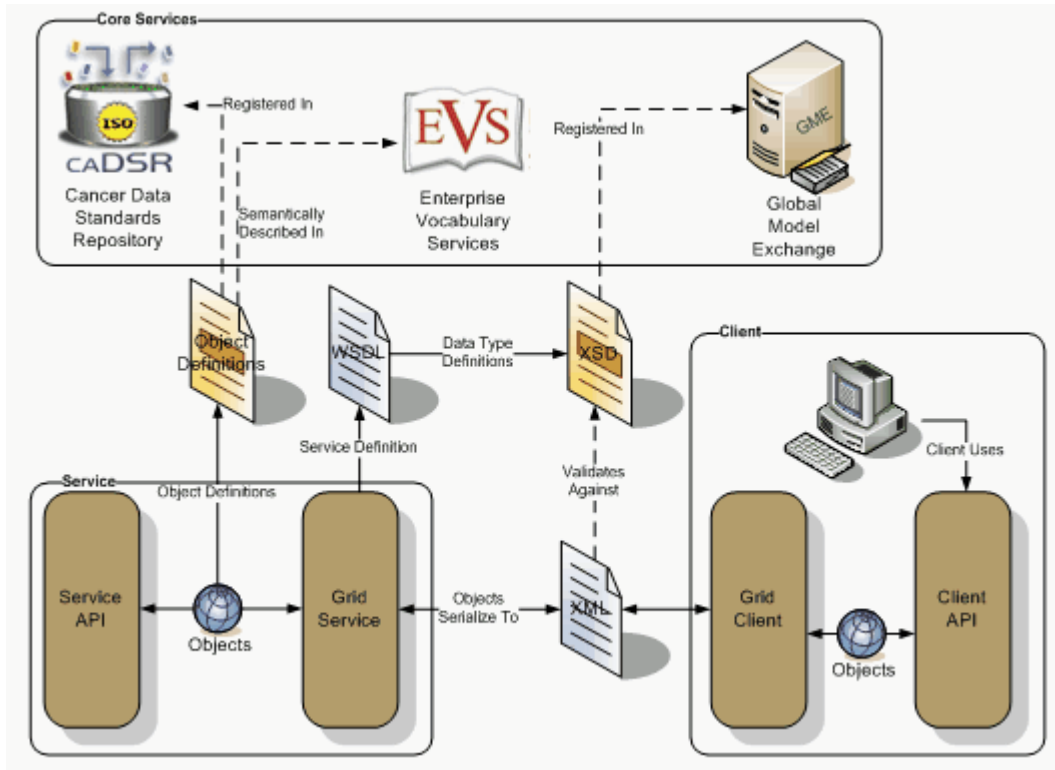 Core Services
ISO
caDSR
Cancer Data
Standards
Repository
Registered In
Semantically
Described In
EVS
Enterprise
Vocabulary
Services
Registered In
GME
Global
Model
Exchange
Object
Definitions
WSDL
Data Type
Definitions
XSD
Client
Client Uses
Service Definition
Validates
Against
Service
Object Definitions
Service
API
Objects
Grid
Service
Objects
Serialize To
XML
Grid
Client
Objects
Client
API